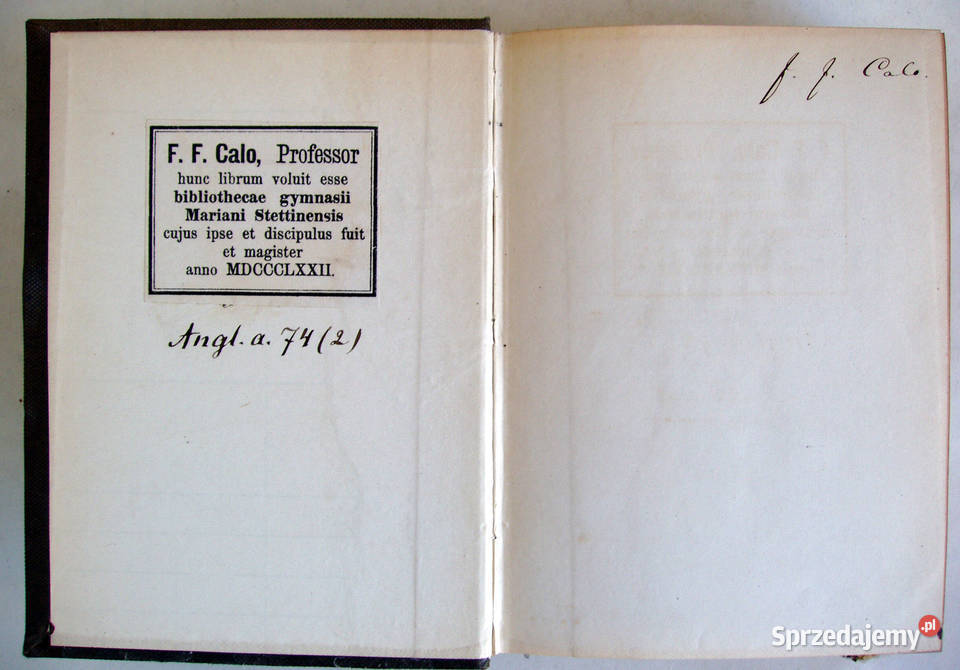 F. F. Calo, Professor
hunc librum voluit esse
bibliothecae gymnasii
Mariani Stettinensis
cujus ipse et discipulus fuit
et magister
anno MDCCCLXXII.
Angl. a. 74 (2)
f. f. Calo.
Sprzedajemy.pl